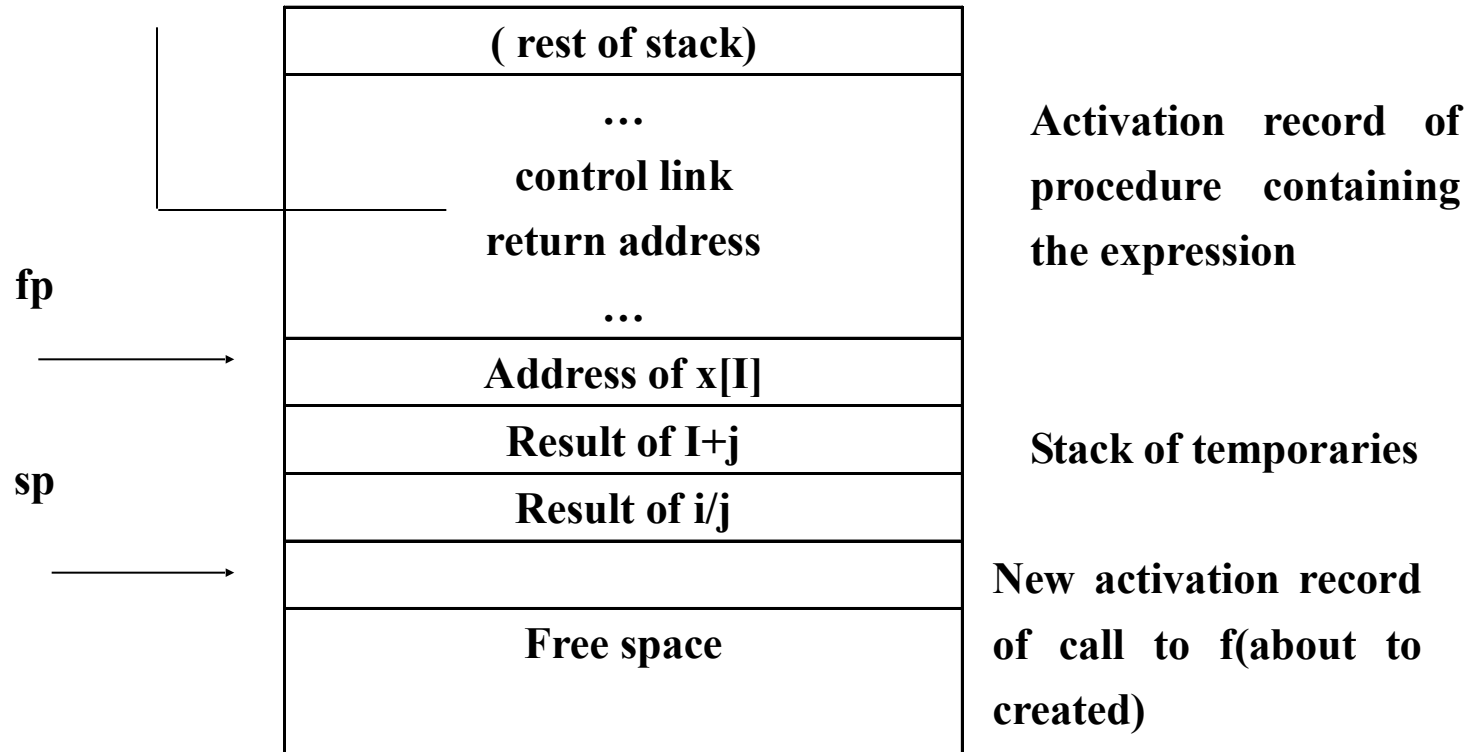 ( rest of stack)
…
control link
return address
…
Activation record of
procedure containing
the expression
fp
Address of x[I]
Result of I+j
Stack of temporaries
sp
Result of i/j
New activation record
of call to f(about to
created)
Free space